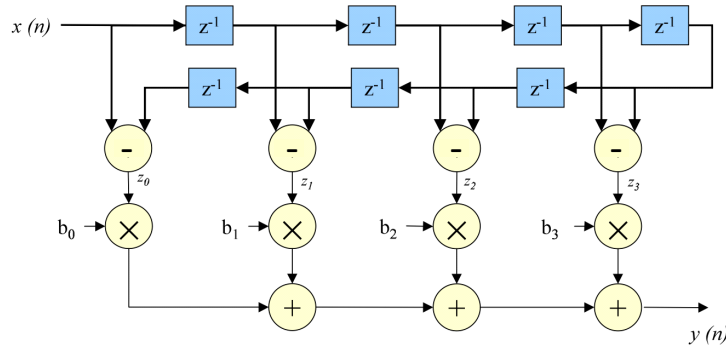 x (n) z⁻¹ z⁻¹ z⁻¹ z⁻¹
z⁻¹ z⁻¹ z⁻¹
- - - -
z₀ z₁ z₂ z₃
b₀ × b₁ × b₂ × b₃ ×
+ + +
y (n)